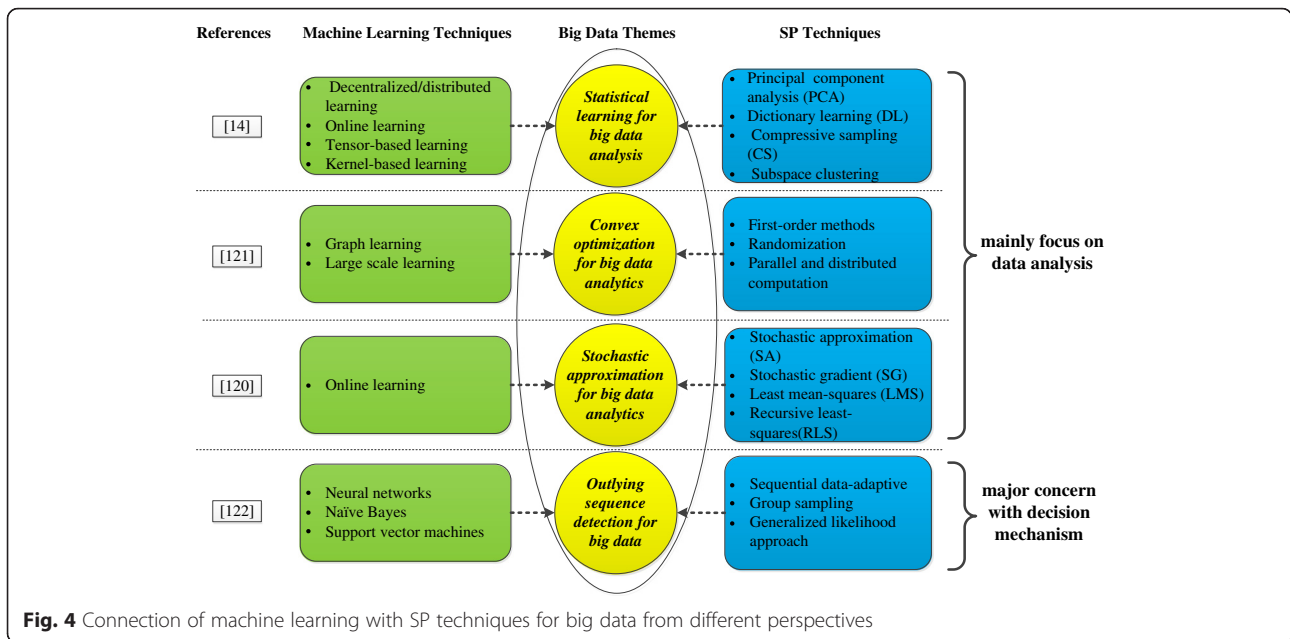 References
Machine Learning Techniques
Big Data Themes
SP Techniques
[14]
• Decentralized/distributed
learning
• Online learning
• Tensor-based learning
• Kernel-based learning
Statistical
learning for
big data
analysis
• Principal component
analysis (PCA)
• Dictionary learning (DL)
• Compressive sampling
(CS)
• Subspace clustering
[121]
• Graph learning
• Large scale learning
Convex
optimization
for big data
analytics
• First-order methods
• Randomization
• Parallel and distributed
computation
mainly focus on
data analysis
[120]
• Online learning
Stochastic
approximation
for big data
analytics
• Stochastic approximation
(SA)
• Stochastic gradient (SG)
• Least mean-squares (LMS)
• Recursive least-
squares(RLS)
[122]
• Neural networks
• Naïve Bayes
• Support vector machines
Outlying
sequence
detection for
big data
• Sequential data-adaptive
• Group sampling
• Generalized likelihood
approach
major concern
with decision
mechanism
Fig. 4 Connection of machine learning with SP techniques for big data from different perspectives